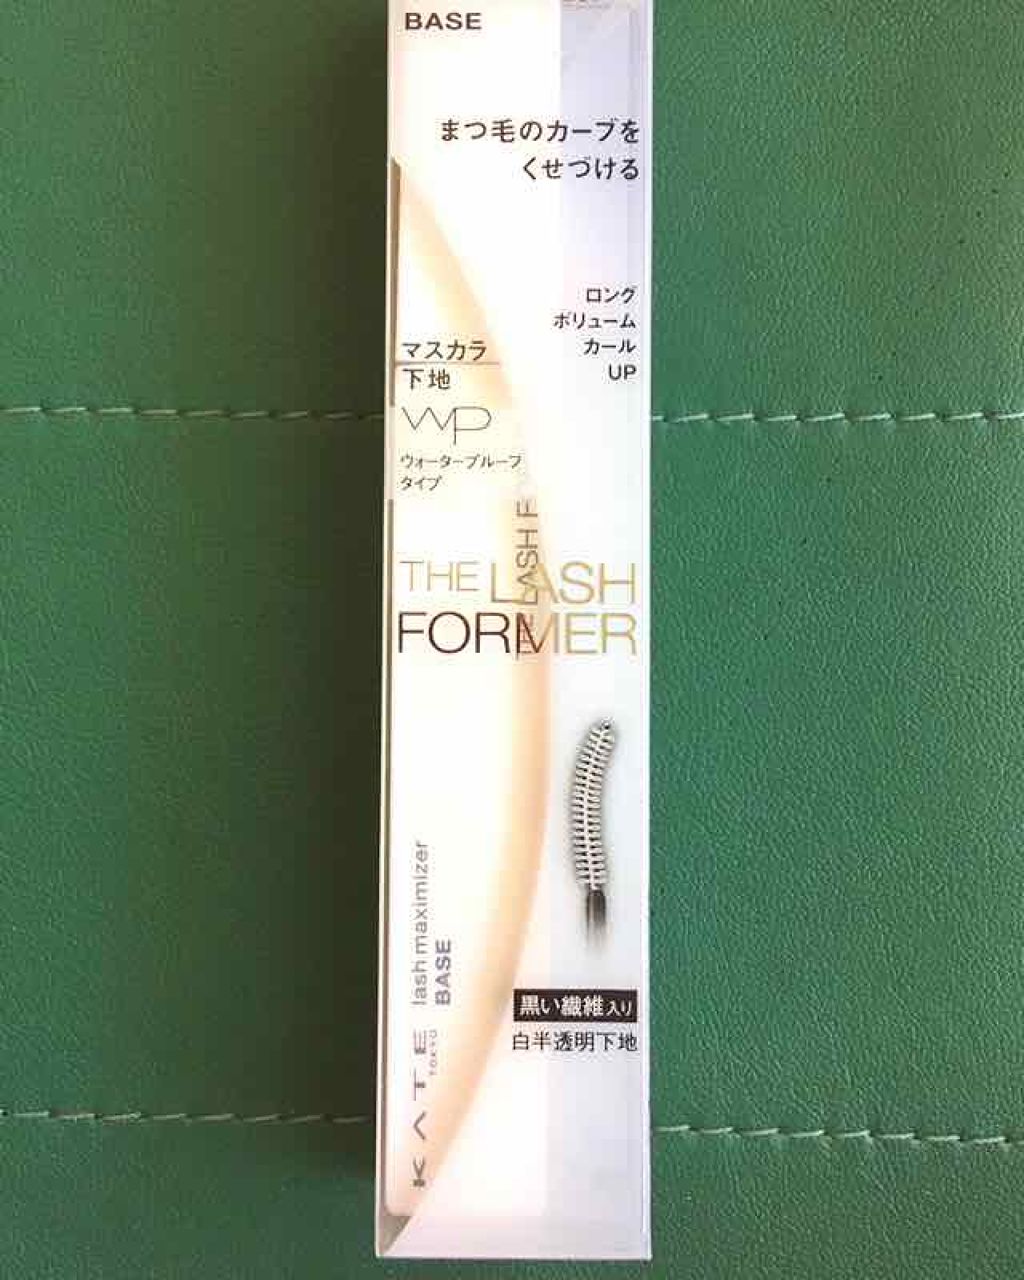 BASE
まつ毛のカーブを
くせづける
ロング
ボリューム
カール
UP
マスカラ
下地
WP
ウォータープルーフ
タイプ
THE LASH F
THE LASH
FORMER
lash maximizer
BASE
KATE
TOKYO
黒い繊維入り
白半透明下地